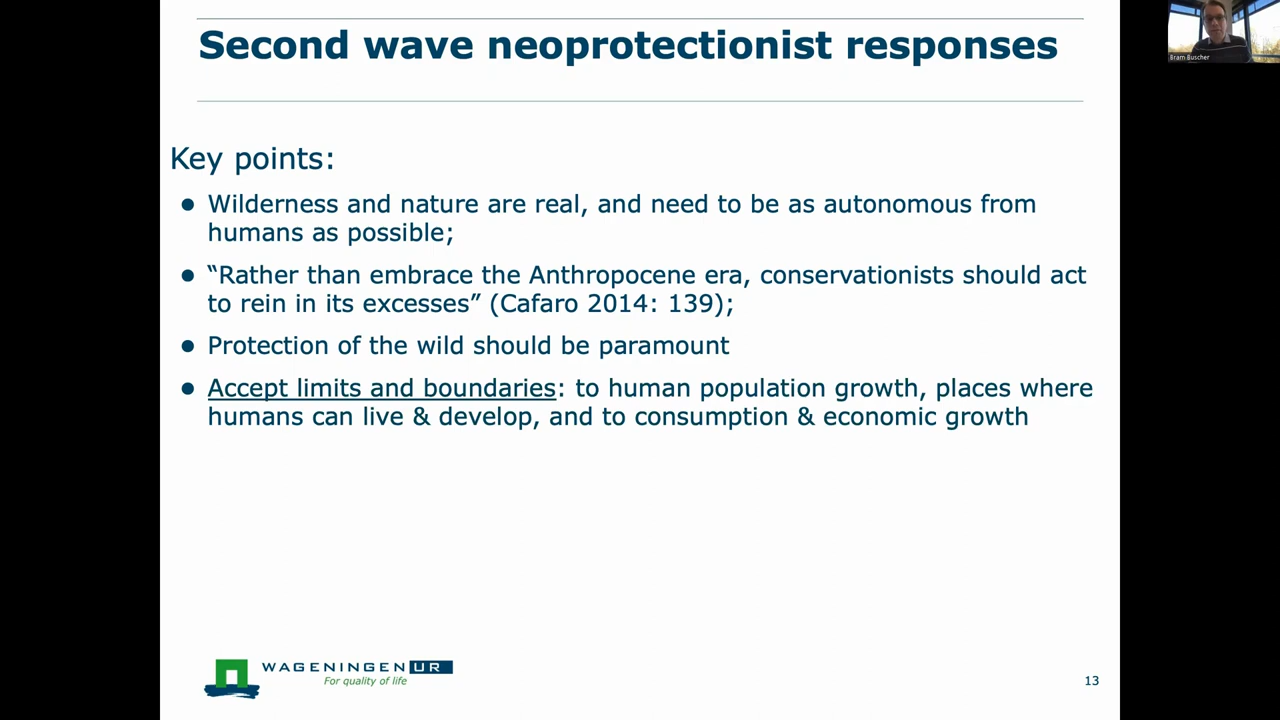 Second wave neoprotectionist responses
Bram Buscher
Key points:
● Wilderness and nature are real, and need to be as autonomous from
humans as possible;
● “Rather than embrace the Anthropocene era, conservationists should act
to rein in its excesses” (Cafaro 2014: 139);
● Protection of the wild should be paramount
● Accept limits and boundaries: to human population growth, places where
humans can live & develop, and to consumption & economic growth
WAGENINGEN UR
For quality of life
13